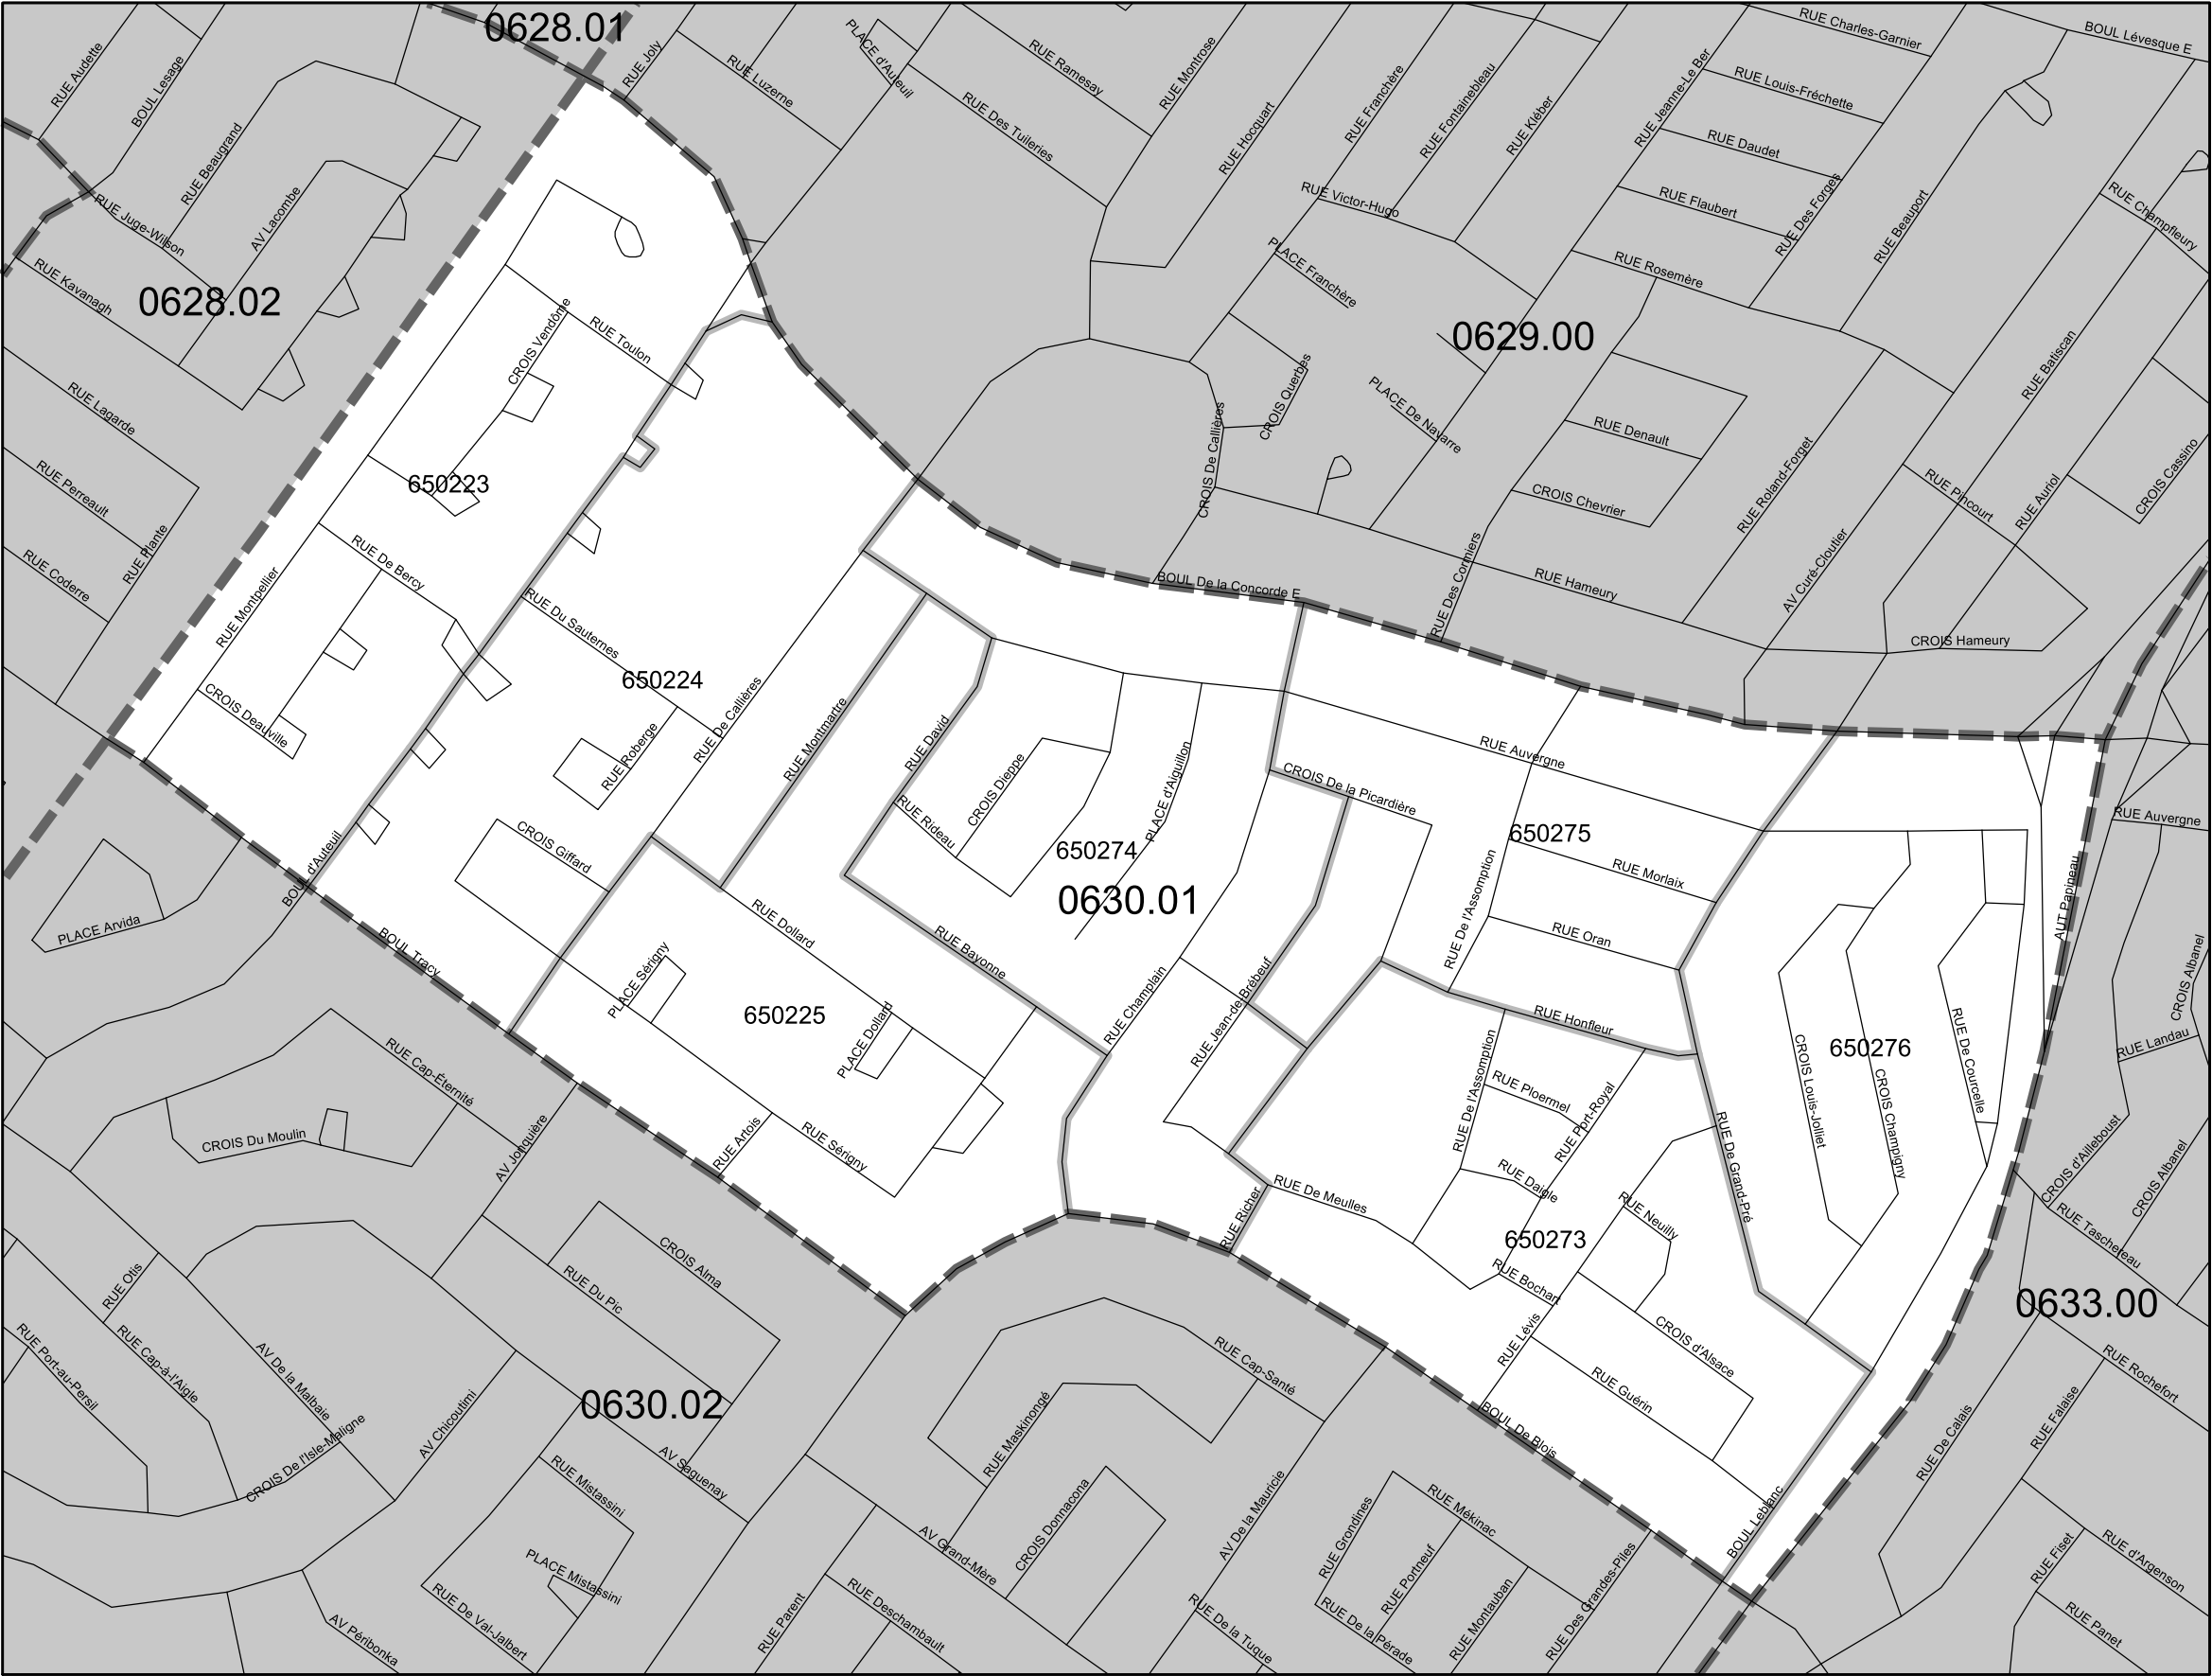 0628.01
RUE Audette
BOUL Lesage
RUE Joly
PLACE d'Auteuil
RUE Luzerne
RUE Ramesay
RUE Montrose
RUE Des Tuileries
RUE Hocquart
RUE Franchère
RUE Fontainebleau
RUE Kléber
RUE Jeanne-Le Ber
RUE Charles-Garnier
BOUL Lévesque E
RUE Louis-Fréchette
RUE Daudet
RUE Flaubert
RUE Des Forges
RUE Beauport
RUE Champfleury
RUE Beaugrand
AV Lacombe
RUE Juge-Wilson
RUE Kavanagh
0628.02
RUE Victor-Hugo
PLACE Franchère
RUE Rosemère
0629.00
CROIS Vendôme
RUE Toulon
RUE Lagarde
RUE Perreault
RUE Coderre
RUE Plante
650223
CROIS De Callières
CROIS Querbes
PLACE De Navarre
RUE Denault
CROIS Chevrier
RUE Roland-Forget
RUE Batiscan
RUE Pincourt
RUE Auriol
CROIS Cassino
RUE De Bercy
RUE Montpellier
CROIS Deauville
RUE Du Sauternes
650224
RUE De Callières
RUE Roberge
RUE Montmartre
RUE David
BOUL De la Concorde E
RUE Des Cormiers
RUE Hameury
AV Curé-Cloutier
CROIS Hameury
RUE Auvergne
CROIS De la Picardière
CROIS Dieppe
PLACE d'Aiguillon
RUE Rideau
650274
0630.01
650275
RUE Morlaix
RUE De l'Assomption
RUE Oran
AUT Papineau
RUE Auvergne
CROIS Giffard
BOUL d'Auteuil
PLACE Arvida
BOUL Tracy
RUE Dollard
RUE Bayonne
PLACE Sérigny
650225
PLACE Dollard
RUE Champlain
RUE Jean-de-Brébeuf
RUE Honfleur
650276
CROIS Louis-Jolliet
CROIS Champigny
RUE De Courcelle
CROIS Albanel
RUE Landau
RUE Cap-Éternité
CROIS Du Moulin
AV Jonquière
RUE Artois
RUE Sérigny
RUE De l'Assomption
RUE Ploermel
RUE Port-Royal
RUE De Grand-Pré
CROIS d'Ailleboust
CROIS Albanel
RUE Taschereau
RUE Richer
RUE De Meulles
RUE Daigle
RUE Neuilly
650273
RUE Bochart
0633.00
RUE Otis
RUE Du Pic
CROIS Alma
RUE Port-au-Persil
RUE Cap-à-l'Aigle
AV De la Malbaie
RUE Lévis
CROIS d'Alsace
RUE Guérin
RUE Rochefort
RUE Cap-Santé
0630.02
AV Chicoutimi
CROIS De l'Isle-Maligne
AV Saguenay
RUE Maskinongé
BOUL De Blois
RUE De Calais
RUE Falaise
RUE Mistassini
PLACE Mistassini
RUE De Val-Jalbert
AV Péribonka
AV Grand-Mère
CROIS Donnacona
AV De la Mauricie
RUE Grondines
RUE Mékinac
RUE Portneuf
BOUL Leblanc
RUE Fiset
RUE d'Argenson
RUE Parent
RUE Deschambault
RUE De la Tuque
RUE De la Pérade
RUE Montauban
RUE Des Grandes-Piles
RUE Panet